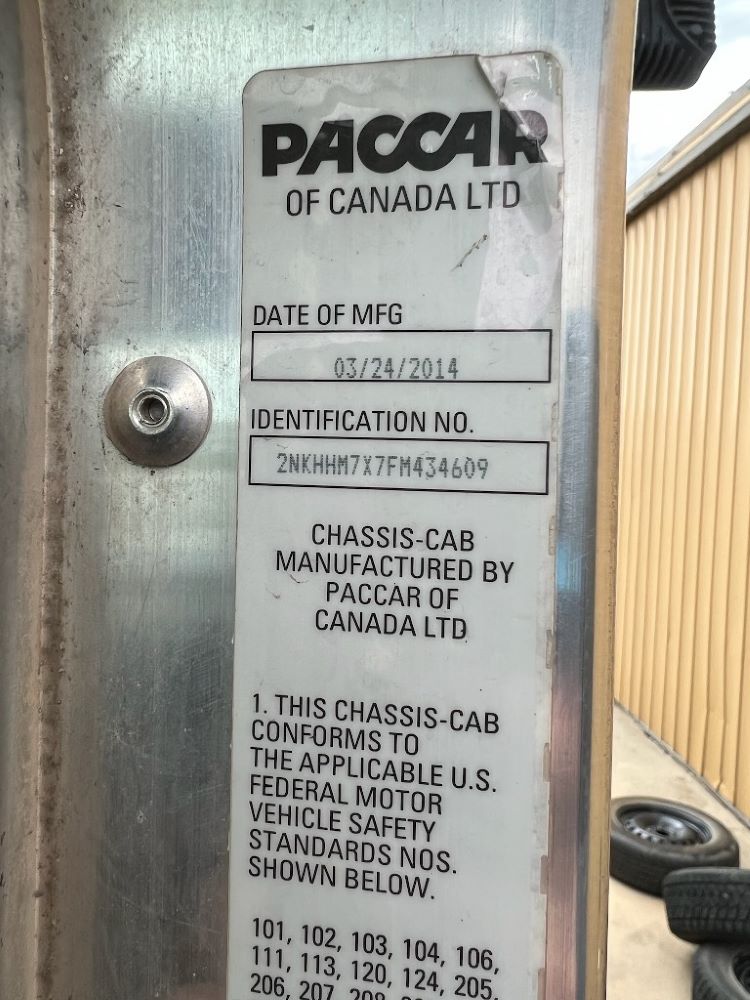 PACCAR
OF CANADA LTD
DATE OF MFG
03/24/2014
IDENTIFICATION NO.
2NKHHM7X7FM434609
CHASSIS-CAB
MANUFACTURED BY
PACCAR OF
CANADA LTD
1. THIS CHASSIS-CAB
CONFORMS TO
THE APPLICABLE U.S.
FEDERAL MOTOR
VEHICLE SAFETY
STANDARDS NOS.
SHOWN BELOW.
101, 102, 103, 104, 106,
111, 113, 120, 124, 205,
206, 207, 208,